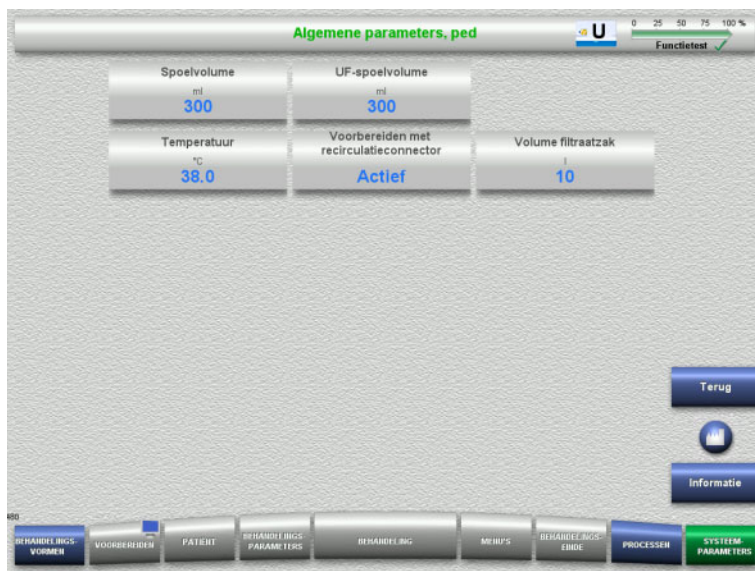 Algemene parameters, ped
U
0 25 50 75 100 %
Functietest
Spoelvolume
ml
300
UF-spoelvolume
ml
300
Temperatuur
°C
38.0
Voorbereiden met
recirculatieconnector
Actief
Volume filtraatzak
l
10
Terug
Informatie
BEHANDELINGS-
VORMEN
VOORBEREIDEN
PATIËNT
BEHANDELINGS-
PARAMETERS
BEHANDELING
MENU'S
BEHANDELINGS-
EINDE
PROCESSEN
SYSTEEM-
PARAMETERS